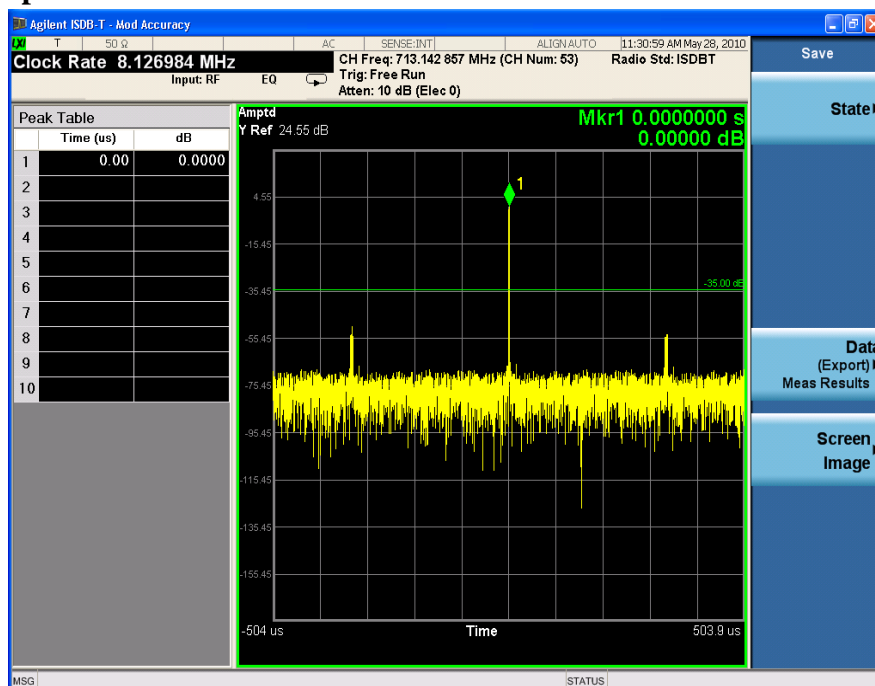 Agilent ISDB-T - Mod Accuracy
LXI T 50 Ω AC SENSE:INT ALIGN AUTO 11:30:59 AM May 28, 2010
Clock Rate 8.126984 MHz CH Freq: 713.142 857 MHz (CH Num: 53) Radio Std: ISDBT
Input: RF EQ Trig: Free Run
Atten: 10 dB (Elec 0)
Save
State
Data
(Export)
Meas Results
Screen
Image
Peak Table
Time (us) dB
1 0.00 0.0000
2
3
4
5
6
7
8
9
10
Amptd
Y Ref 24.55 dB
Mkr1 0.0000000 s
0.00000 dB
1
4.55
-15.45
-35.45
-35.00 dB
-55.45
-75.45
-95.45
-115.45
-135.45
-155.45
-504 us Time 503.9 us
MSG STATUS